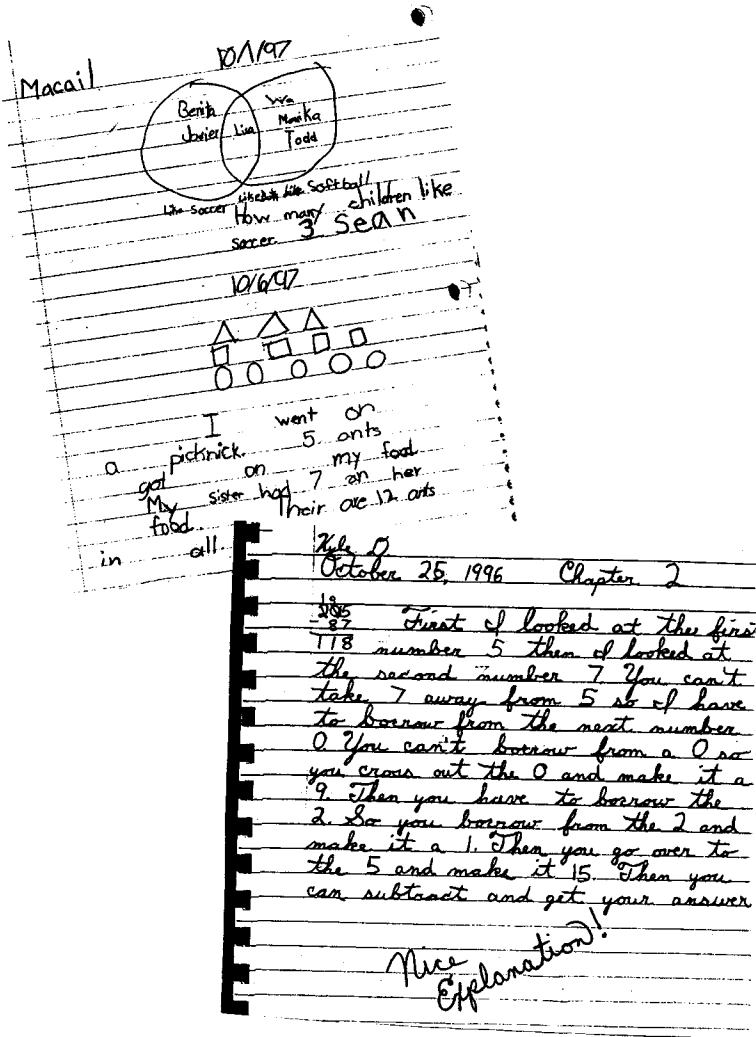 Macail
10/1/97
Benita
Javier
Lisa
Marika
Todd
Like Soccer
Like Softball
How many children like
soccer. 3 Sean
10/6/97
I went on
a picknick. 5 ants
got on my food
My sister had 7 an her
food. Their are 12 ants
in all.
Kyle D
October 25, 1996 Chapter 2
205
- 87
118
First I looked at thee first
number 5 then I looked at
the second number 7. You can't
take 7 away from 5 so I have
to borrow from the next number
0. You can't borrow from a 0 so
you cross out the 0 and make it a
9. Then you have to borrow the
2. So you borrow from the 2 and
make it a 1. Then you go over to
the 5 and make it 15. Then you
can subtract and get your answer
Nice
Explanation!